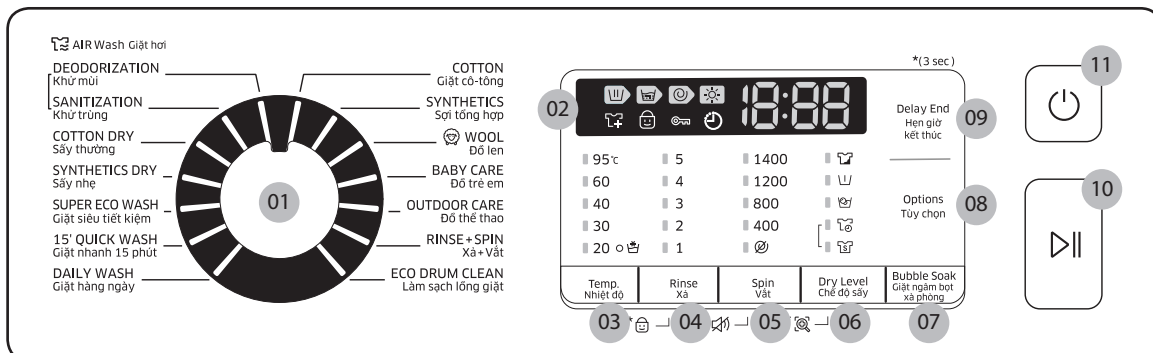 AIR Wash Giặt hơi
DEODORIZATION
Khử mùi
SANITIZATION
Khử trùng
COTTON DRY
Sấy thường
SYNTHETICS DRY
Sấy nhẹ
SUPER ECO WASH
Giặt siêu tiết kiệm
15' QUICK WASH
Giặt nhanh 15 phút
DAILY WASH
Giặt hàng ngày
01
COTTON
Giặt cô-tông
SYNTHETICS
Sợi tổng hợp
WOOL
Đồ len
BABY CARE
Đồ trẻ em
OUTDOOR CARE
Đồ thể thao
RINSE+SPIN
Xả+Vắt
ECO DRUM CLEAN
Làm sạch lồng giặt
*(3 sec)
02
18:88
95℃ 5 1400
60 4 1200
40 3 800
30 2 400
20 1
Temp.
Nhiệt độ
Rinse
Xả
Spin
Vắt
Dry Level
Chế độ sấy
Bubble Soak
Giặt ngâm bọt
xà phòng
03 * 04 05 06 07
Delay End
Hẹn giờ
kết thúc
09
Options
Tùy chọn
08
11
10